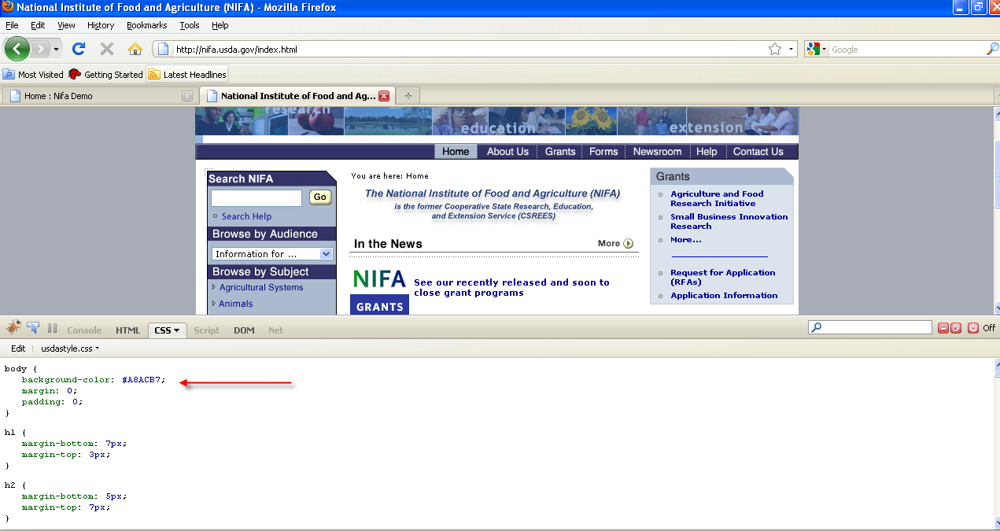 National Institute of Food and Agriculture (NIFA) - Mozilla Firefox
File Edit View History Bookmarks Tools Help
http://nifa.usda.gov/index.html
Google
Most Visited Getting Started Latest Headlines
Home : Nifa Demo
National Institute of Food and Ag...
research
education
extension
Home About Us Grants Forms Newsroom Help Contact Us
Search NIFA
Go
Search Help
Browse by Audience
Information for ...
Browse by Subject
Agricultural Systems
Animals
You are here: Home
The National Institute of Food and Agriculture (NIFA)
is the former Cooperative State Research, Education,
and Extension Service (CSREES)
In the News
More
NIFA
GRANTS
See our recently released and soon to
close grant programs
Grants
Agriculture and Food
Research Initiative
Small Business Innovation
Research
More...
Request for Application
(RFAs)
Application Information
Console HTML CSS Script DOM Net
Off
Edit usdastyle.css
body {
background-color: #A8ACB7;
margin: 0;
padding: 0;
}
h1 {
margin-bottom: 7px;
margin-top: 3px;
}
h2 {
margin-bottom: 5px;
margin-top: 7px;
}